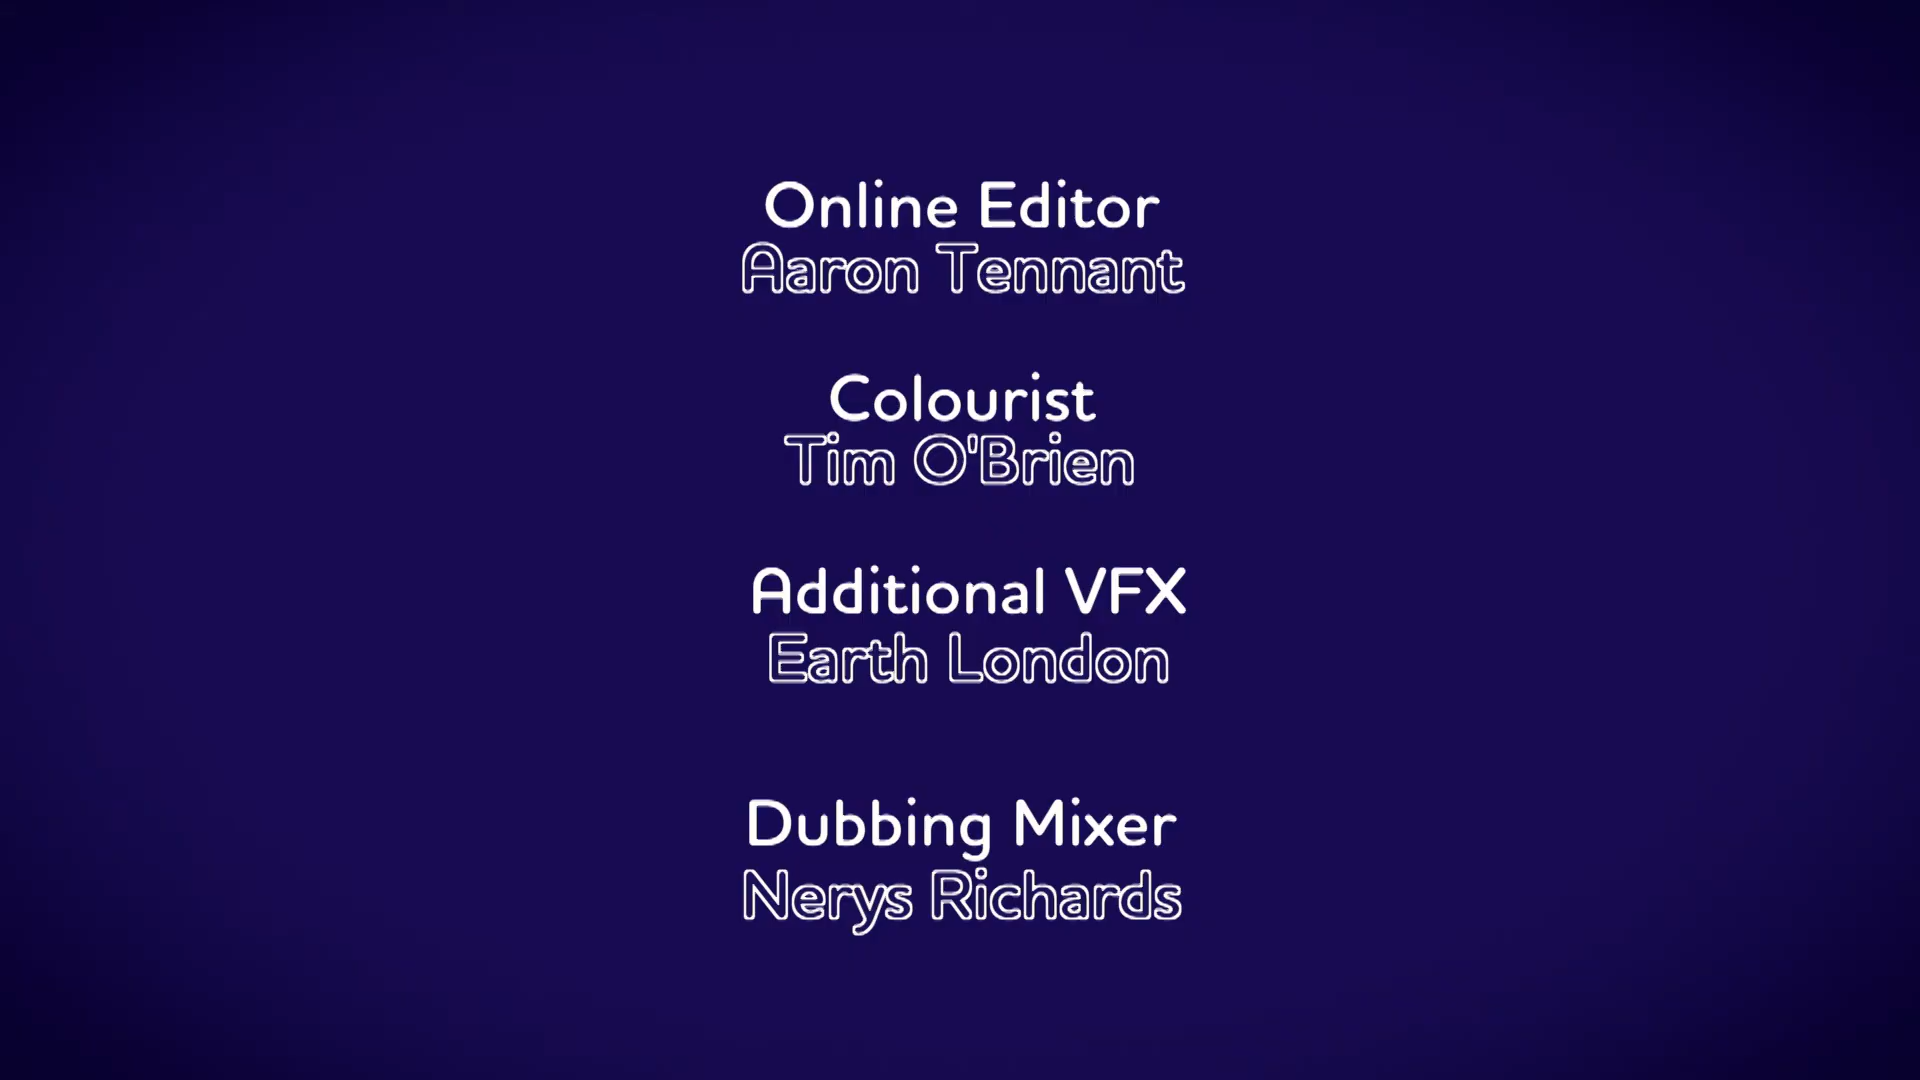 Online Editor
Aaron Tennant
Colourist
Tim O'Brien
Additional VFX
Earth London
Dubbing Mixer
Nerys Richards